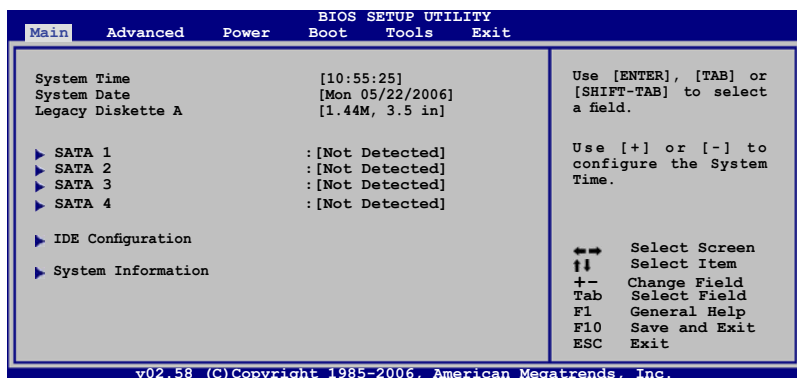 BIOS SETUP UTILITY
Main Advanced Power Boot Tools Exit
System Time [10:55:25]
System Date [Mon 05/22/2006]
Legacy Diskette A [1.44M, 3.5 in]
SATA 1 :[Not Detected]
SATA 2 :[Not Detected]
SATA 3 :[Not Detected]
SATA 4 :[Not Detected]
IDE Configuration
System Information
Use [ENTER], [TAB] or
[SHIFT-TAB] to select
a field.
Use [+] or [-] to
configure the System
Time.
←→ Select Screen
↑↓ Select Item
+- Change Field
Tab Select Field
F1 General Help
F10 Save and Exit
ESC Exit
v02.58 (C)Copyright 1985-2006, American Megatrends, Inc.